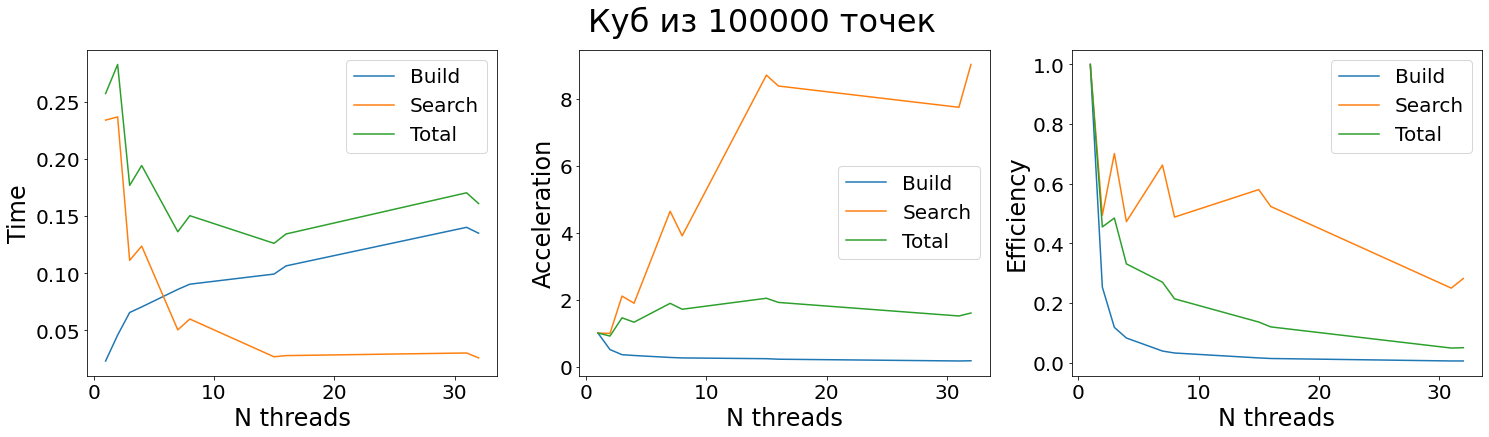 Куб из 100000 точек
Time
0.25
0.20
0.15
0.10
0.05
0
10
20
30
N threads
Build
Search
Total
Acceleration
8
6
4
2
0
0
10
20
30
N threads
Build
Search
Total
Efficiency
1.0
0.8
0.6
0.4
0.2
0.0
0
10
20
30
N threads
Build
Search
Total